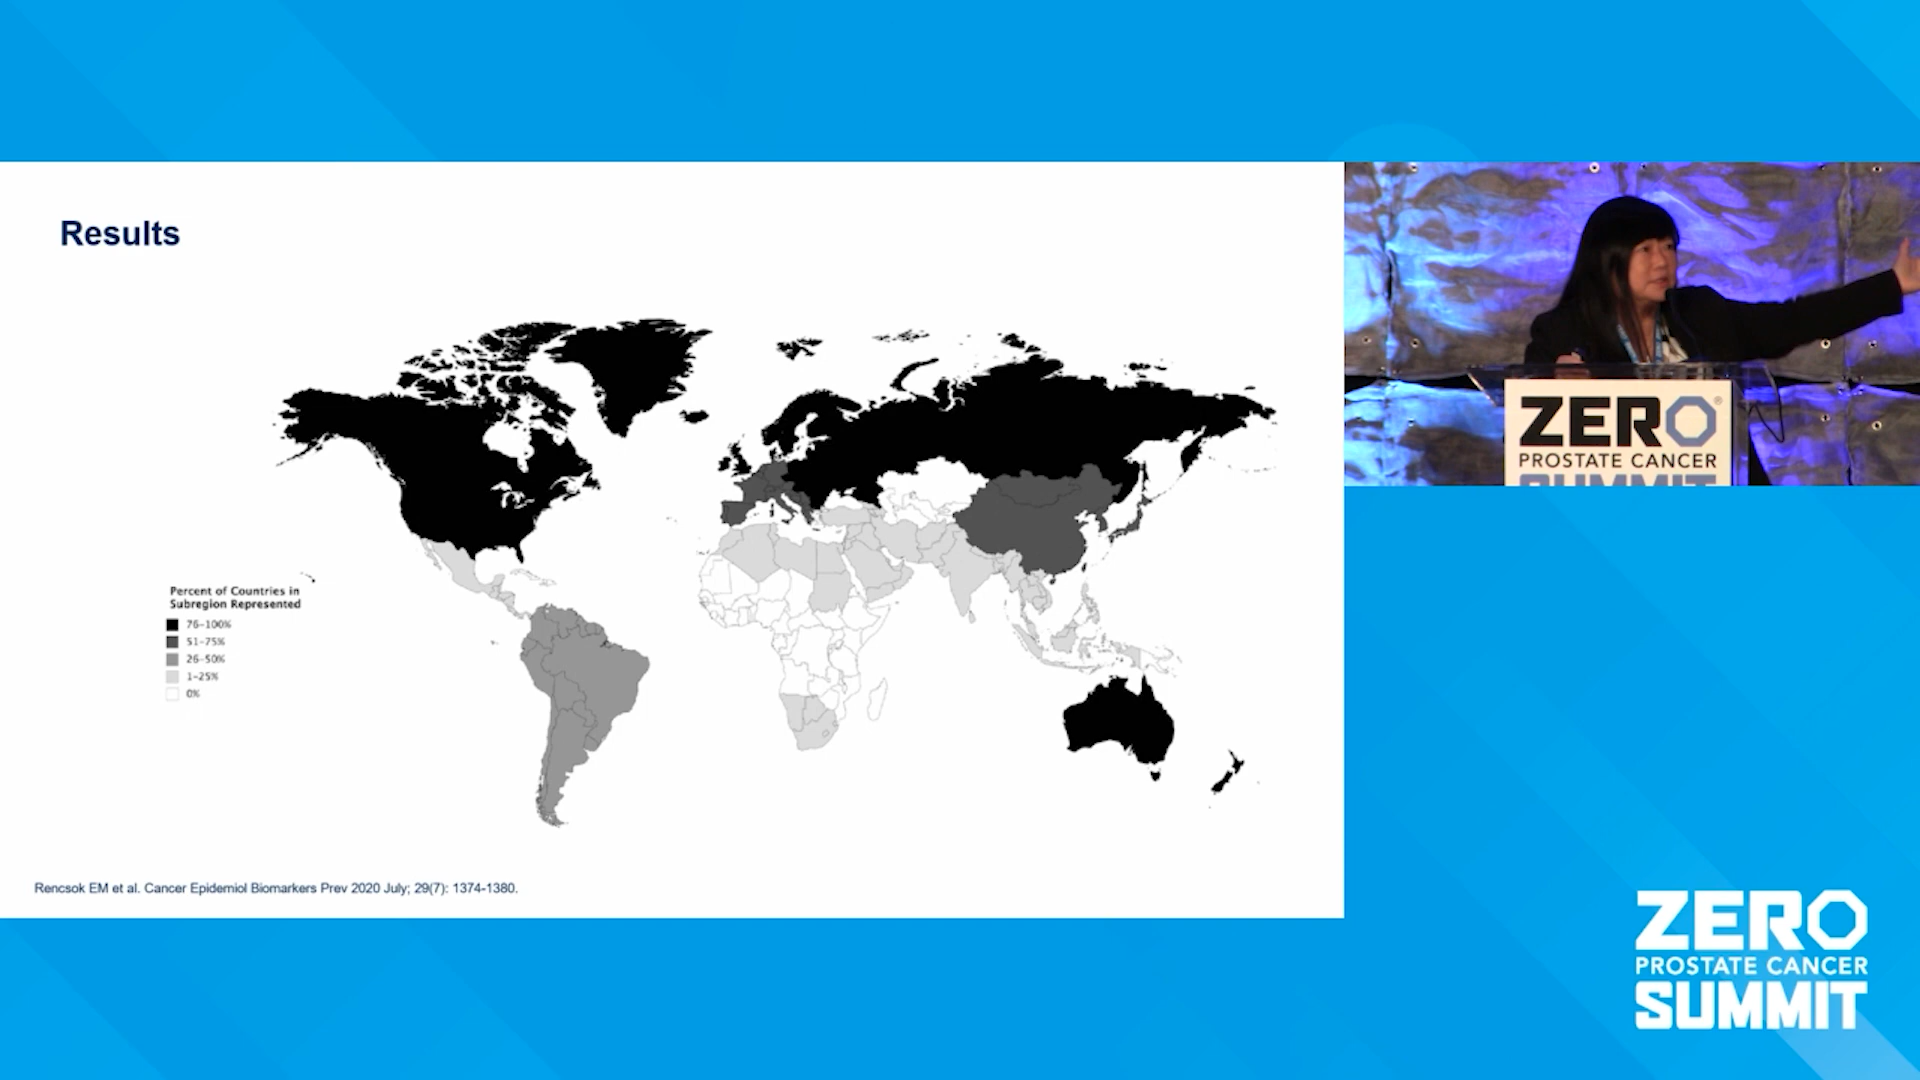 Results
Percent of Countries in
Subregion Represented
76-100%
51-75%
26-50%
1-25%
0%
Rencsok EM et al. Cancer Epidemiol Biomarkers Prev 2020 July; 29(7): 1374-1380.
ZERO®
PROSTATE CANCER
SUMMIT
ZERO
PROSTATE CANCER
SUMMIT